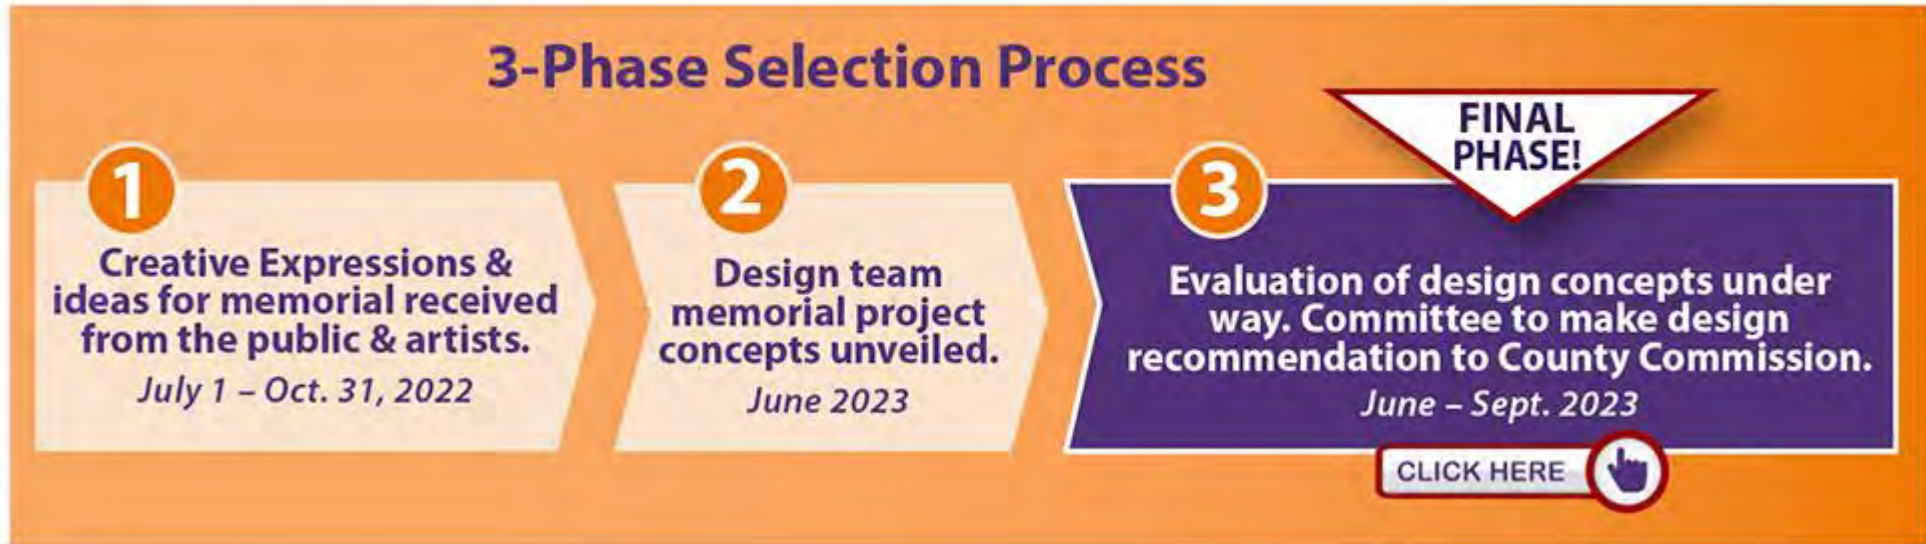 3-Phase Selection Process
FINAL
PHASE!
1
Creative Expressions &
ideas for memorial received
from the public & artists.
July 1 – Oct. 31, 2022
2
Design team
memorial project
concepts unveiled.
June 2023
3
Evaluation of design concepts under
way. Committee to make design
recommendation to County Commission.
June – Sept. 2023
CLICK HERE